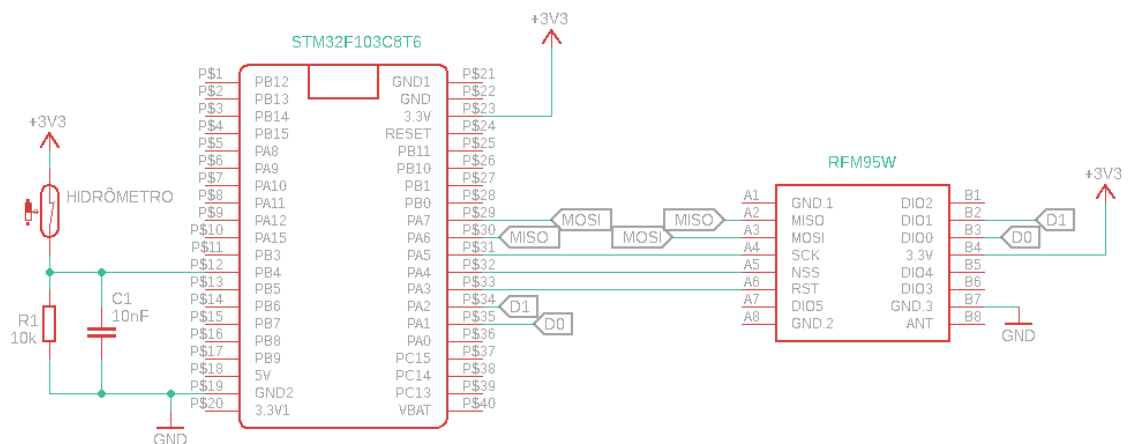 +3V3
STM32F103C8T6
P$1 PB12 GND1 P$21
P$2 PB13 GND P$22
P$3 PB14 3.3V P$23
P$4 PB15 RESET P$24
P$5 PA8 PB11 P$25
P$6 PA9 PB10 P$26
P$7 PA10 PB1 P$27
P$8 PA11 PB0 P$28
P$9 PA12 PA7 P$29 MOSI
P$10 PA15 PA6 P$30 MISO
P$11 PB3 PA5 P$31
P$12 PB4 PA4 P$32
P$13 PB5 PA3 P$33
P$14 PB6 PA2 P$34 D1
P$15 PB7 PA1 P$35 D0
P$16 PB8 PA0 P$36
P$17 PB9 PC15 P$37
P$18 5V PC14 P$38
P$19 GND2 PC13 P$39
P$20 3.3V1 VBAT P$40
+3V3
HIDRÔMETRO
R1
10k
C1
10nF
GND
RFM95W
+3V3
A1 GND.1 DIO2 B1
MISO A2 MISO DIO1 B2 D1
MOSI A3 MOSI DIO0 B3 D0
A4 SCK 3.3V B4
A5 NSS DIO4 B5
A6 RST DIO3 B6
A7 DIO5 GND.3 B7
A8 GND.2 ANT B8
GND